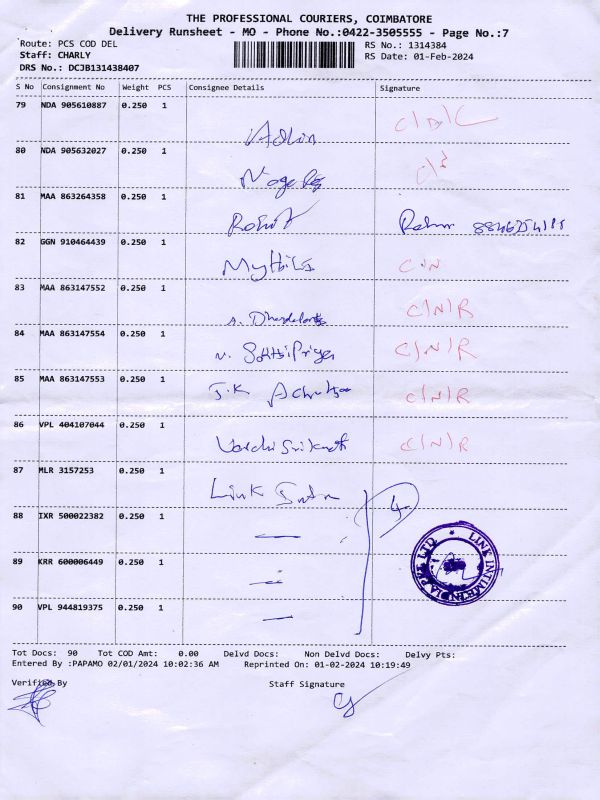 THE PROFESSIONAL COURIERS, COIMBATORE
Delivery Runsheet - MO - Phone No.:0422-3505555 - Page No.:7
Route: PCS COD DEL RS No.: 1314384
Staff: CHARLY RS Date: 01-Feb-2024
DRS No.: DCJB131438407
S No Consignment No Weight PCS Consignee Details Signature
79 NDA 905610887 0.250 1
80 NDA 905632027 0.250 1
81 MAA 863264358 0.250 1
Rohit
82 GGN 910464439 0.250 1
83 MAA 863147552 0.250 1
C/N/R
84 MAA 863147554 0.250 1
C/N/R
85 MAA 863147553 0.250 1
J.K C/N/R
86 VPL 404107044 0.250 1
C/N/R
87 MLR 3157253 0.250 1
Link
4
88 IXR 500022382 0.250 1
89 KRR 600006449 0.250 1
90 VPL 944819375 0.250 1
LINK INTIME INDIA PVT LTD
Tot Docs: 90 Tot COD Amt: 0.00 Delvd Docs: Non Delvd Docs: Delvy Pts:
Entered By :PAPAMO 02/01/2024 10:02:36 AM Reprinted On: 01-02-2024 10:19:49
Verified By Staff Signature